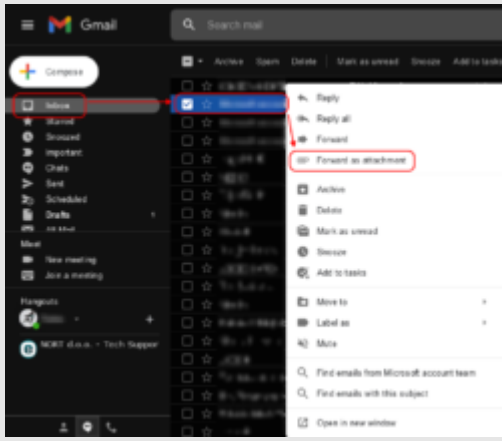 Gmail
Search mail
Archive Spam Delete Mark as unread Snooze Add to tasks
Compose
Inbox
Starred
Snoozed
Important
Chats
Sent
Scheduled
Drafts 1
All Mail
Meet
New meeting
Join a meeting
Hangouts
NORT d.o.o. - Tech Suppor
Reply
Reply all
Forward
Forward as attachment
Archive
Delete
Mark as unread
Snooze
Add to tasks
Move to
Label as
Mute
Find emails from Microsoft account team
Find emails with this subject
Open in new window